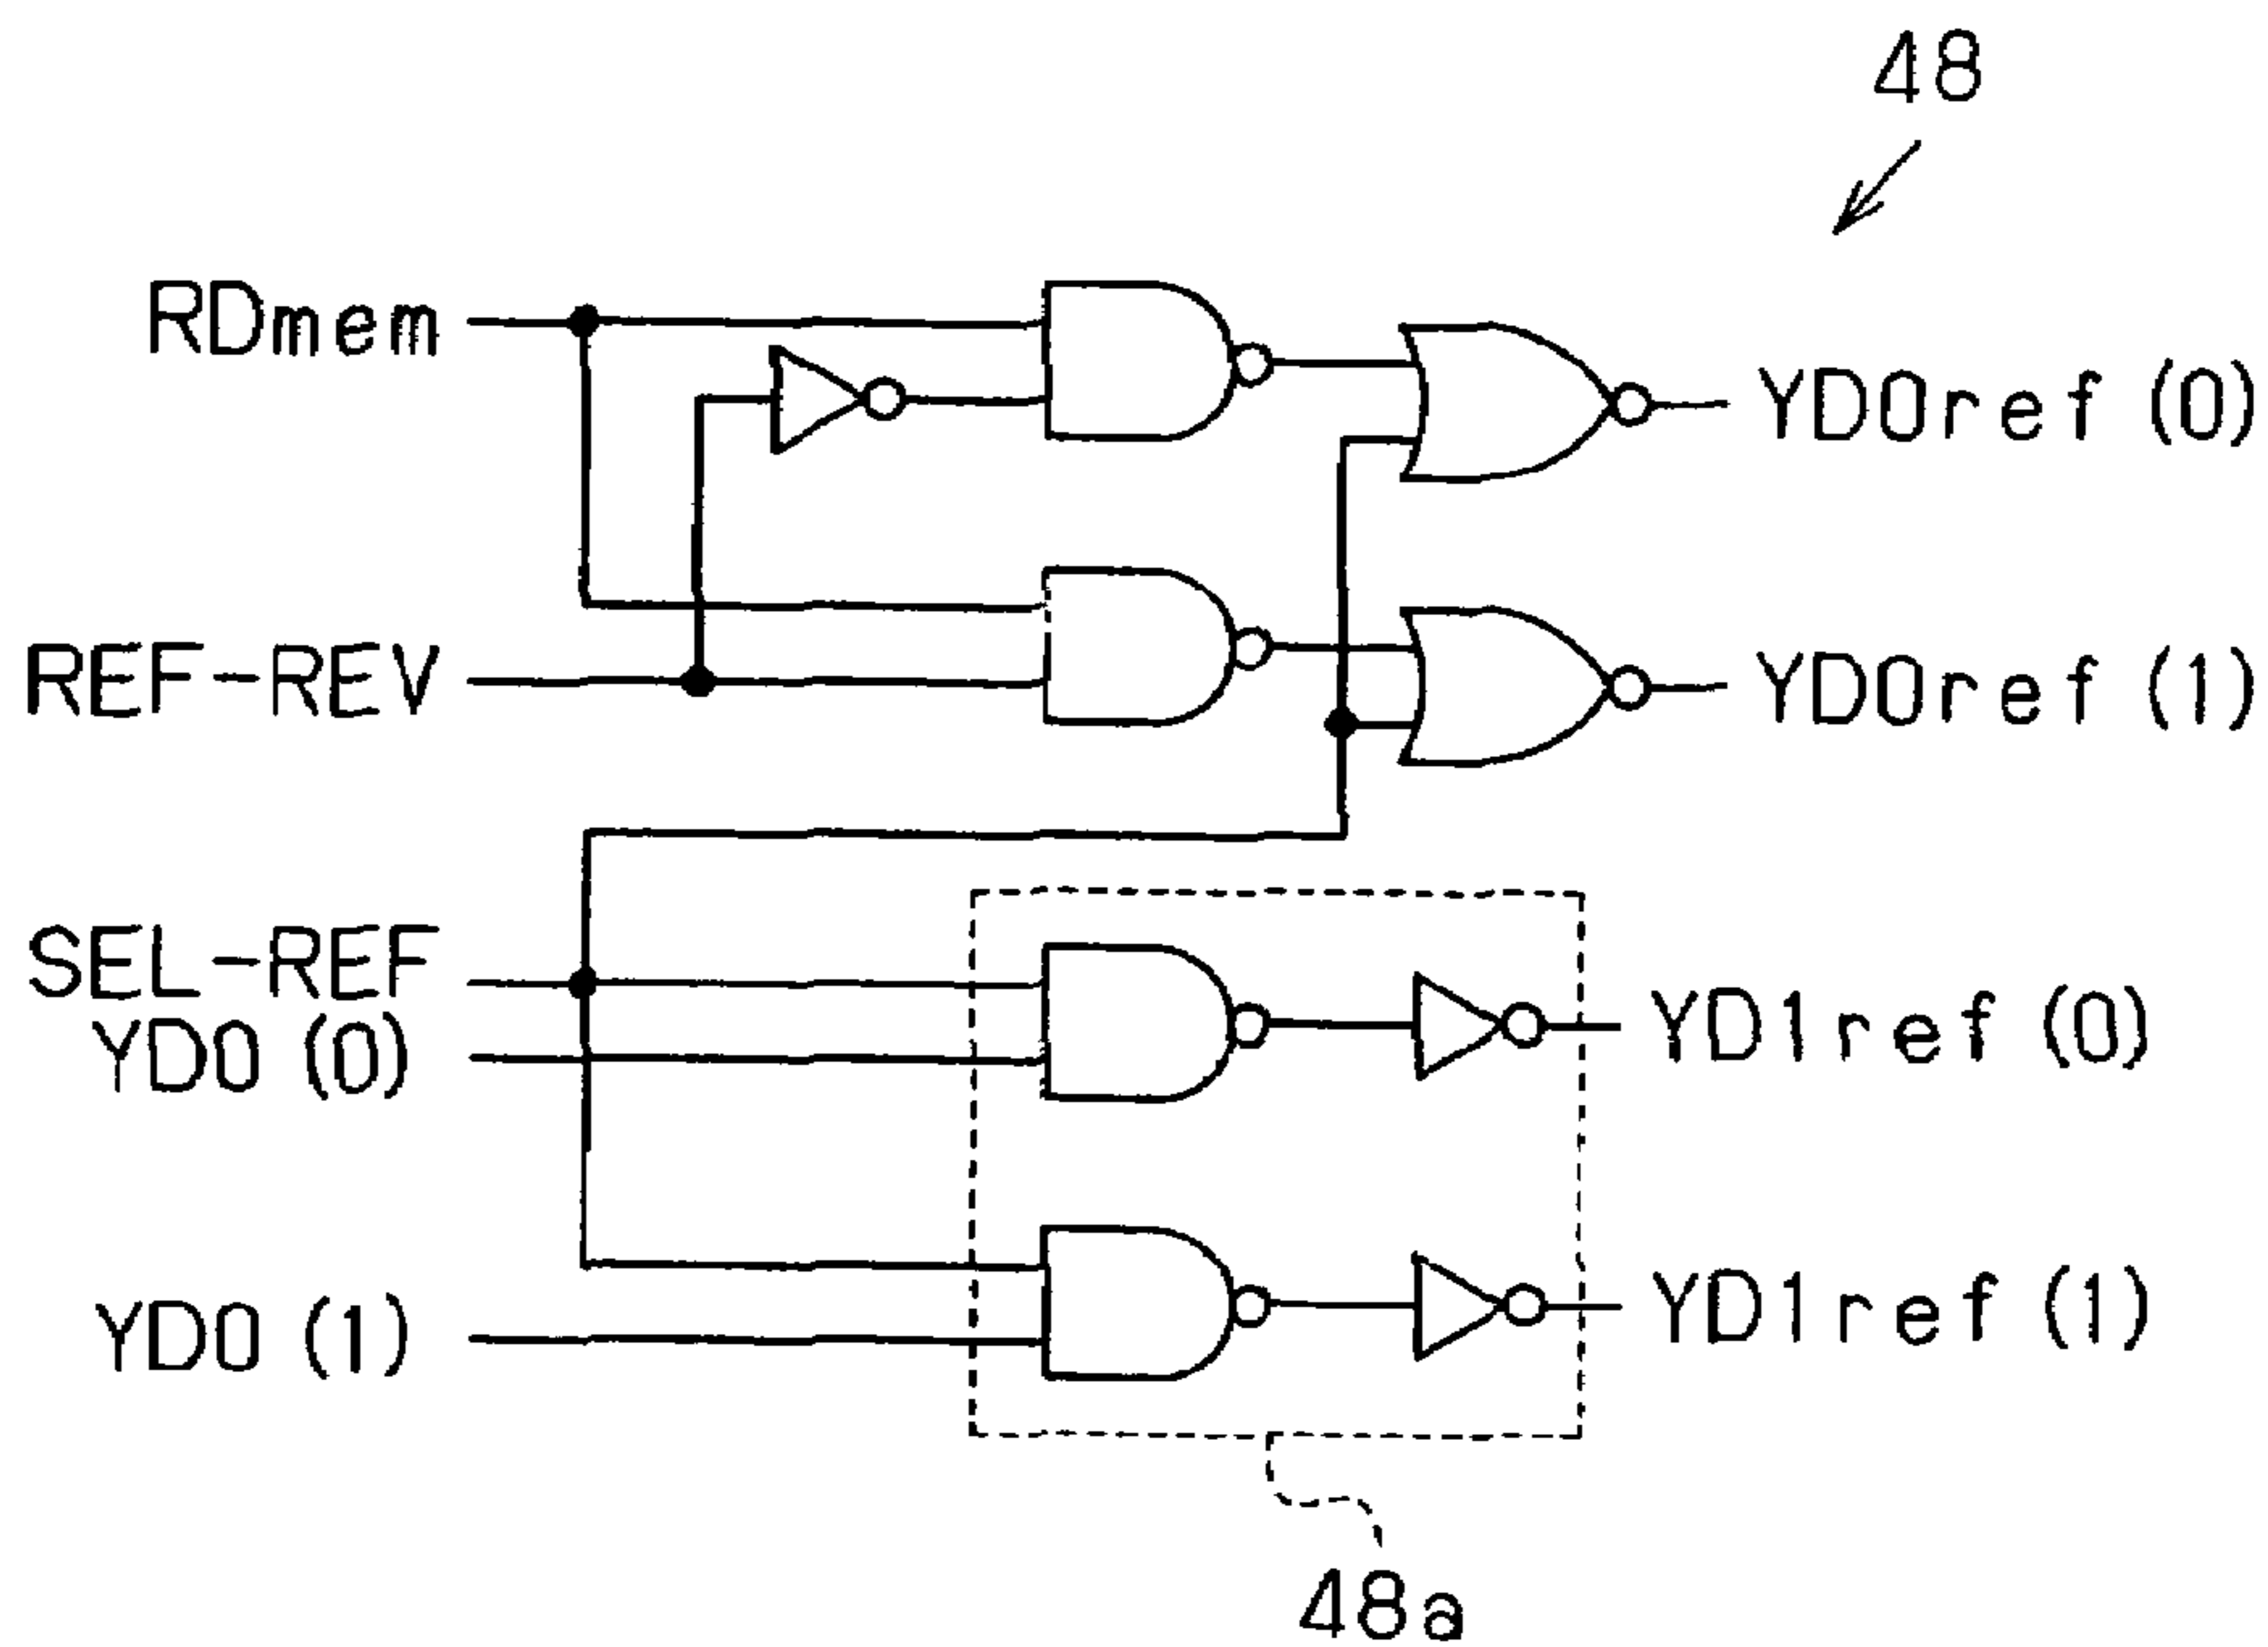 48
RDmem
YD0ref (0)
REF-REV
YD0ref (1)
SEL-REF
YD0 (0)
YD1ref (0)
YD0 (1)
YD1ref (1)
48a